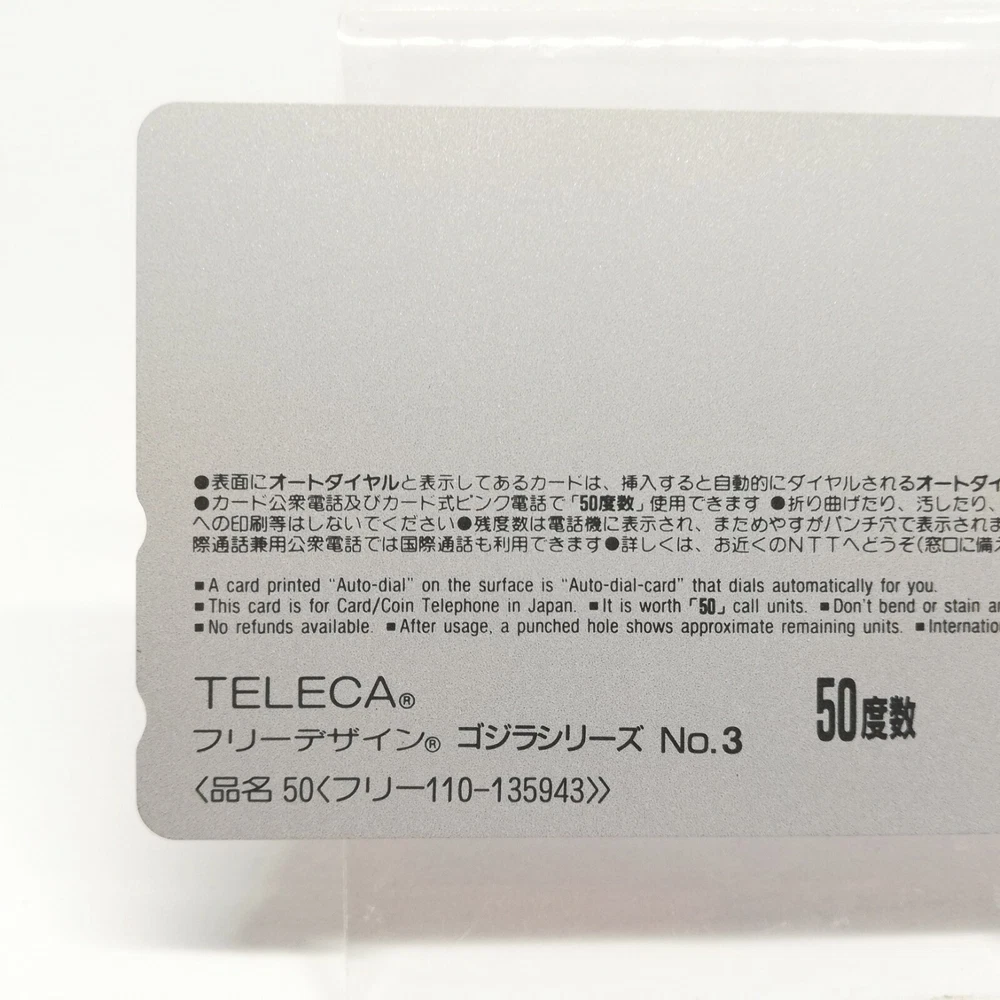 ●表面にオートダイヤルと表示してあるカードは、挿入すると自動的にダイヤルされるオートダイ
●カード公衆電話及びカード式ピンク電話で「50度数」使用できます ●折り曲げたり、汚したり、
への印刷等はしないでください●残度数は電話機に表示され、まためやすがパンチ穴で表示されま
際通話兼用公衆電話では国際通話も利用できます●詳しくは、お近くのNTTへどうぞ(窓口に備え
■A card printed “Auto-dial” on the surface is “Auto-dial-card” that dials automatically for you.
■This card is for Card/Coin Telephone in Japan. ■It is worth「50」call units. ■Don't bend or stain an
■No refunds available. ■After usage, a punched hole shows approximate remaining units. ■Internatio
TELECA®
フリーデザイン® ゴジラシリーズ No.3
50度数
〈品名 50〈フリー110-135943〉〉